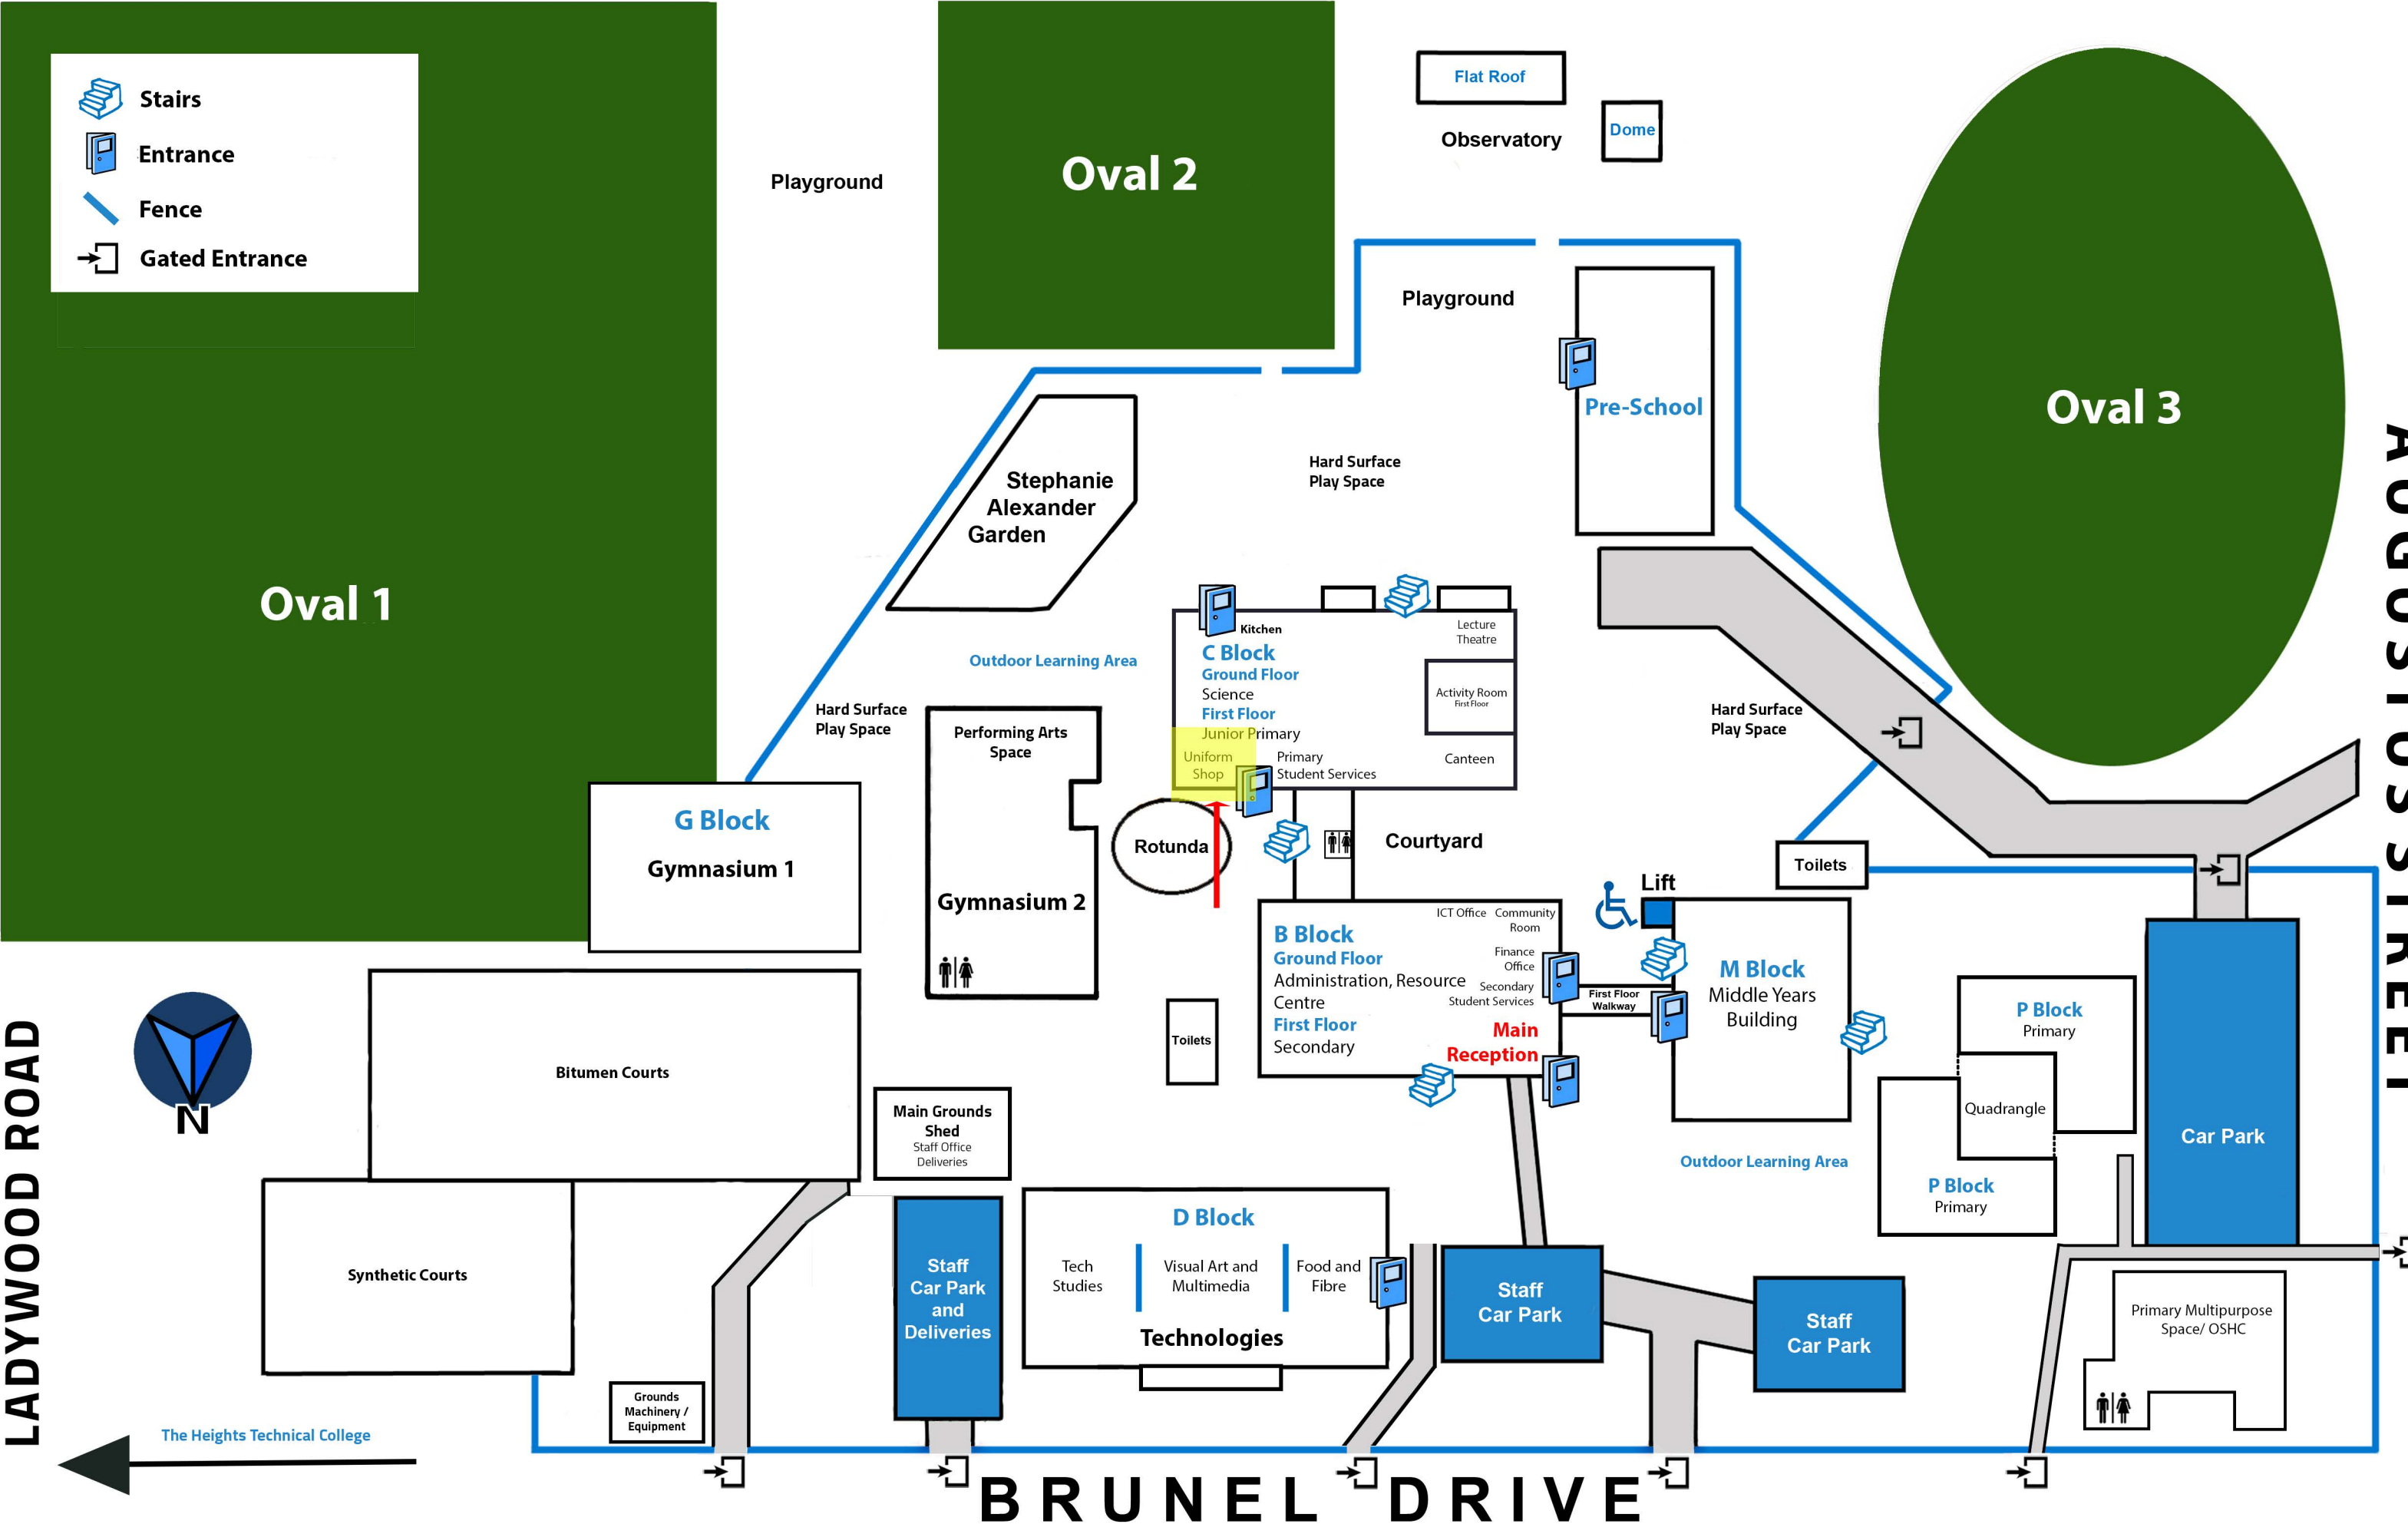 Stairs
Entrance
Fence
Gated Entrance
Oval 1
Playground
Oval 2
Flat Roof
Observatory
Dome
Playground
Pre-School
Oval 3
AUGUSTUS STREET
Stephanie
Alexander
Garden
Hard Surface
Play Space
Outdoor Learning Area
Hard Surface
Play Space
Kitchen
C Block
Ground Floor
Science
First Floor
Junior Primary
Uniform
Shop
Primary
Student Services
Lecture
Theatre
Activity Room
First Floor
Canteen
Hard Surface
Play Space
G Block
Gymnasium 1
Performing Arts
Space
Gymnasium 2
Rotunda
Courtyard
Toilets
Lift
B Block
Ground Floor
Administration, Resource
Centre
First Floor
Secondary
ICT Office
Community
Room
Finance
Office
Secondary
Student Services
Main
Reception
First Floor
Walkway
M Block
Middle Years
Building
P Block
Primary
Quadrangle
P Block
Primary
Car Park
Toilets
N
LADYWOOD ROAD
Bitumen Courts
Main Grounds
Shed
Staff Office
Deliveries
Outdoor Learning Area
Synthetic Courts
Staff
Car Park
and
Deliveries
D Block
Tech
Studies
Visual Art and
Multimedia
Food and
Fibre
Technologies
Staff
Car Park
Staff
Car Park
Primary Multipurpose
Space/ OSHC
Grounds
Machinery /
Equipment
The Heights Technical College
BRUNEL DRIVE